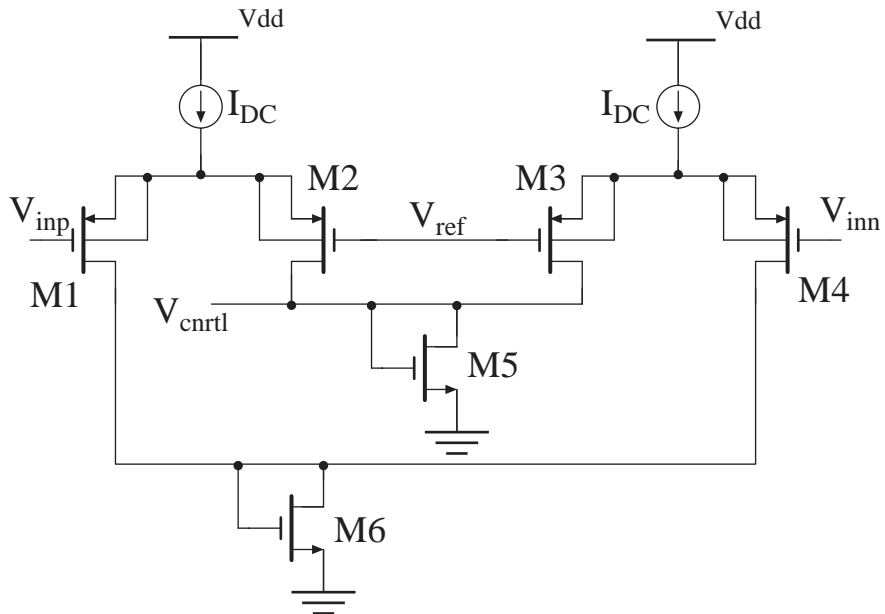 Vdd
Vdd
I_DC
I_DC
M2
M3
V_inp
V_ref
V_inn
M1
M4
V_cnrtl
M5
M6